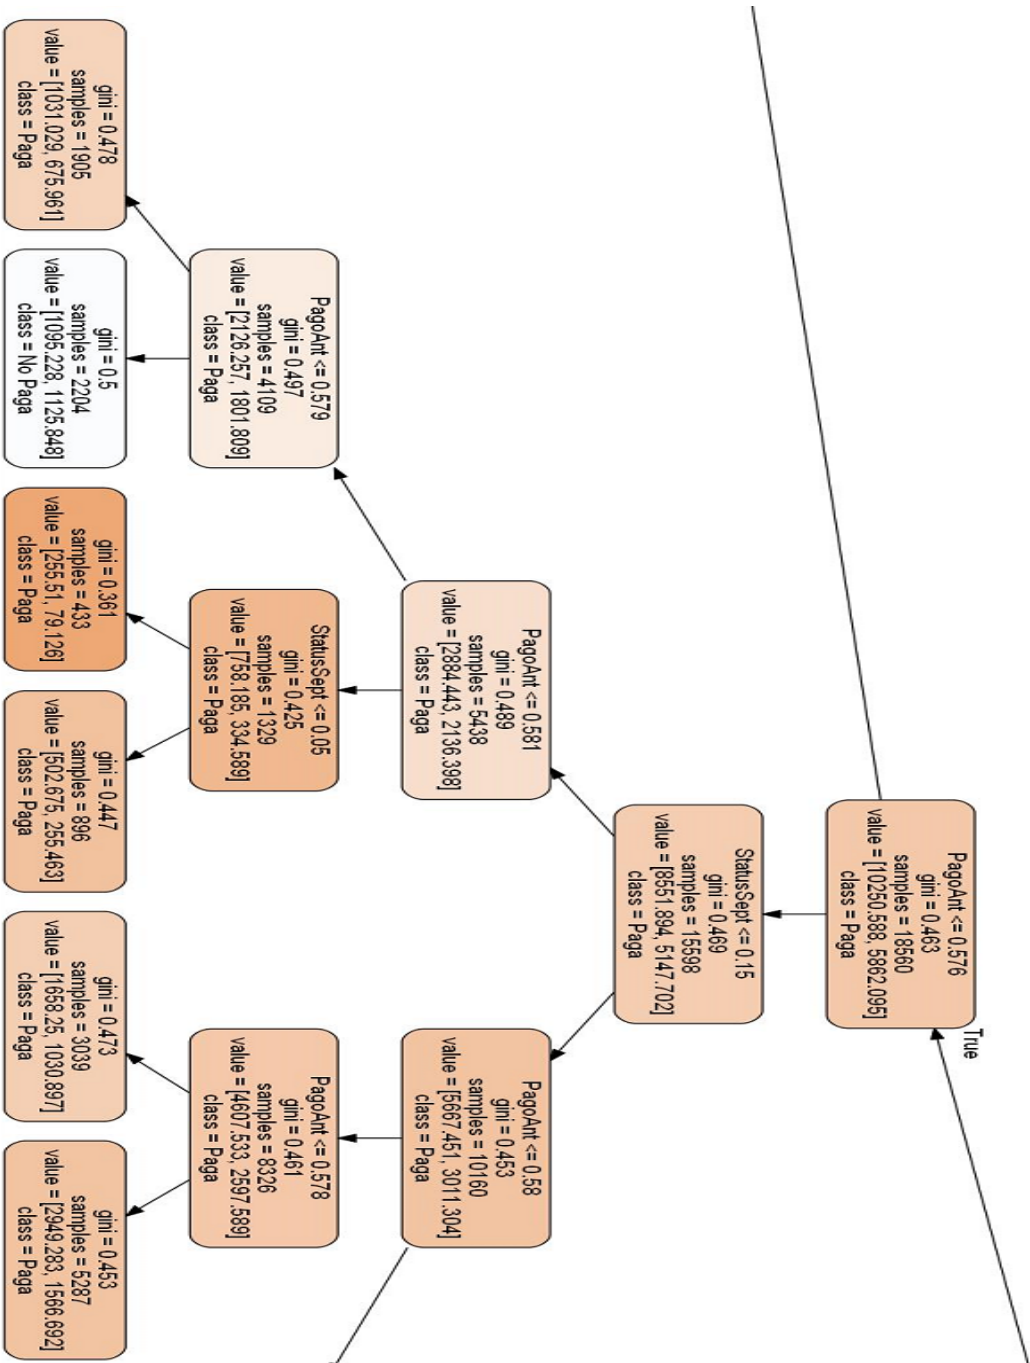 True
PagoAnt <= 0.576
gini = 0.463
samples = 18560
value = [10250.588, 5862.095]
class = Paga
StatusSept <= 0.15
gini = 0.469
samples = 15598
value = [8551.894, 5147.702]
class = Paga
PagoAnt <= 0.581
gini = 0.489
samples = 5438
value = [2884.443, 2136.398]
class = Paga
PagoAnt <= 0.58
gini = 0.453
samples = 10160
value = [5667.451, 3011.304]
class = Paga
PagoAnt <= 0.579
gini = 0.497
samples = 4109
value = [2126.257, 1801.809]
class = Paga
StatusSept <= 0.05
gini = 0.425
samples = 1329
value = [758.185, 334.589]
class = Paga
PagoAnt <= 0.578
gini = 0.461
samples = 8326
value = [4607.533, 2597.589]
class = Paga
gini = 0.478
samples = 1905
value = [1031.029, 675.961]
class = Paga
gini = 0.5
samples = 2204
value = [1095.228, 1125.848]
class = No Paga
gini = 0.361
samples = 433
value = [255.51, 79.126]
class = Paga
gini = 0.447
samples = 896
value = [502.675, 255.463]
class = Paga
gini = 0.473
samples = 3039
value = [1658.25, 1030.897]
class = Paga
gini = 0.453
samples = 5287
value = [2949.283, 1566.692]
class = Paga